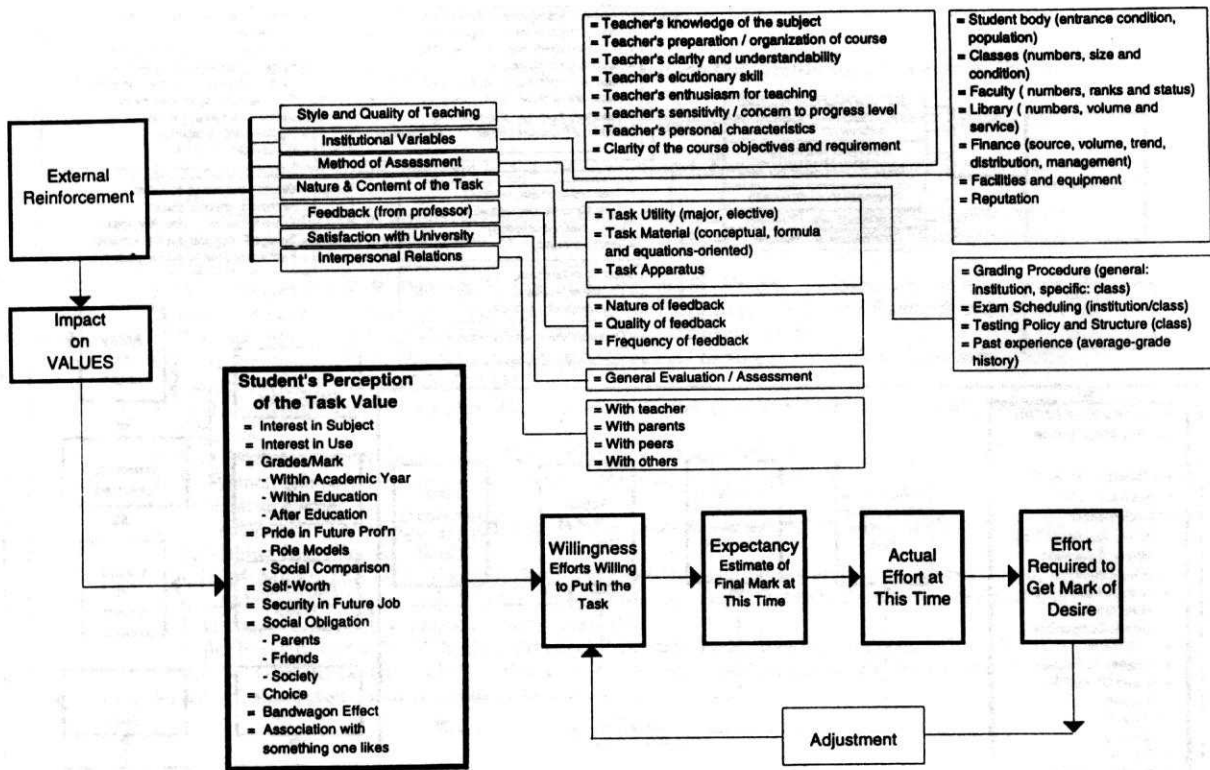 External
Reinforcement
Impact
on
VALUES
Style and Quality of Teaching
Institutional Variables
Method of Assessment
Nature & Contemt of the Task
Feedback (from professor)
Satisfaction with University
Interpersonal Relations
= Teacher's knowledge of the subject
= Teacher's preparation / organization of course
= Teacher's clarity and understandability
= Teacher's elcutionary skill
= Teacher's enthusiasm for teaching
= Teacher's sensitivity / concern to progress level
= Teacher's personal characteristics
= Clarity of the course objectives and requirement
= Student body (entrance condition,
population)
= Classes (numbers, size and
condition)
= Faculty ( numbers, ranks and status)
= Library ( numbers, volume and
service)
= Finance (source, volume, trend,
distribution, management)
= Facilities and equipment
= Reputation
= Task Utility (major, elective)
= Task Material (conceptual, formula
and equations-oriented)
= Task Apparatus
= Nature of feedback
= Quality of feedback
= Frequency of feedback
= General Evaluation / Assessment
= With teacher
= With parents
= With peers
= With others
= Grading Procedure (general:
institution, specific: class)
= Exam Scheduling (institution/class)
= Testing Policy and Structure (class)
= Past experience (average-grade
history)
Student's Perception
of the Task Value
= Interest in Subject
= Interest in Use
= Grades/Mark
- Within Academic Year
- Within Education
- After Education
= Pride in Future Prof'n
- Role Models
- Social Comparison
= Self-Worth
= Security in Future Job
= Social Obligation
- Parents
- Friends
- Society
= Choice
= Bandwagon Effect
= Association with
something one likes
Willingness
Efforts Willing
to Put in the
Task
Expectancy
Estimate of
Final Mark at
This Time
Actual
Effort at
This Time
Effort
Required to
Get Mark of
Desire
Adjustment